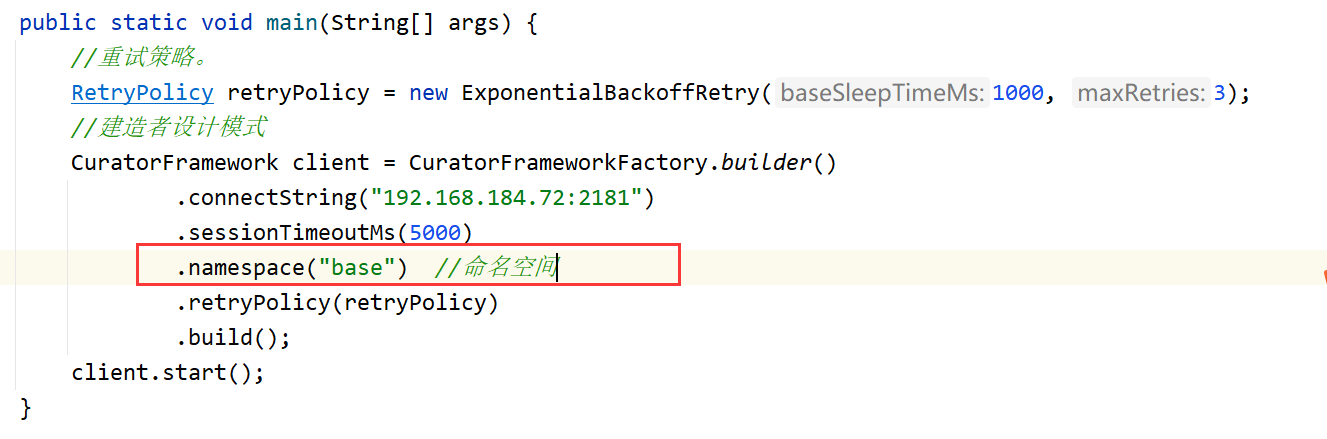 public static void main(String[] args) {
//重试策略。
RetryPolicy retryPolicy = new ExponentialBackoffRetry( baseSleepTimeMs: 1000, maxRetries: 3);
//建造者设计模式
CuratorFramework client = CuratorFrameworkFactory.builder()
.connectString("192.168.184.72:2181")
.sessionTimeoutMs(5000)
.namespace("base")  //命名空间
.retryPolicy(retryPolicy)
.build();
client.start();
}